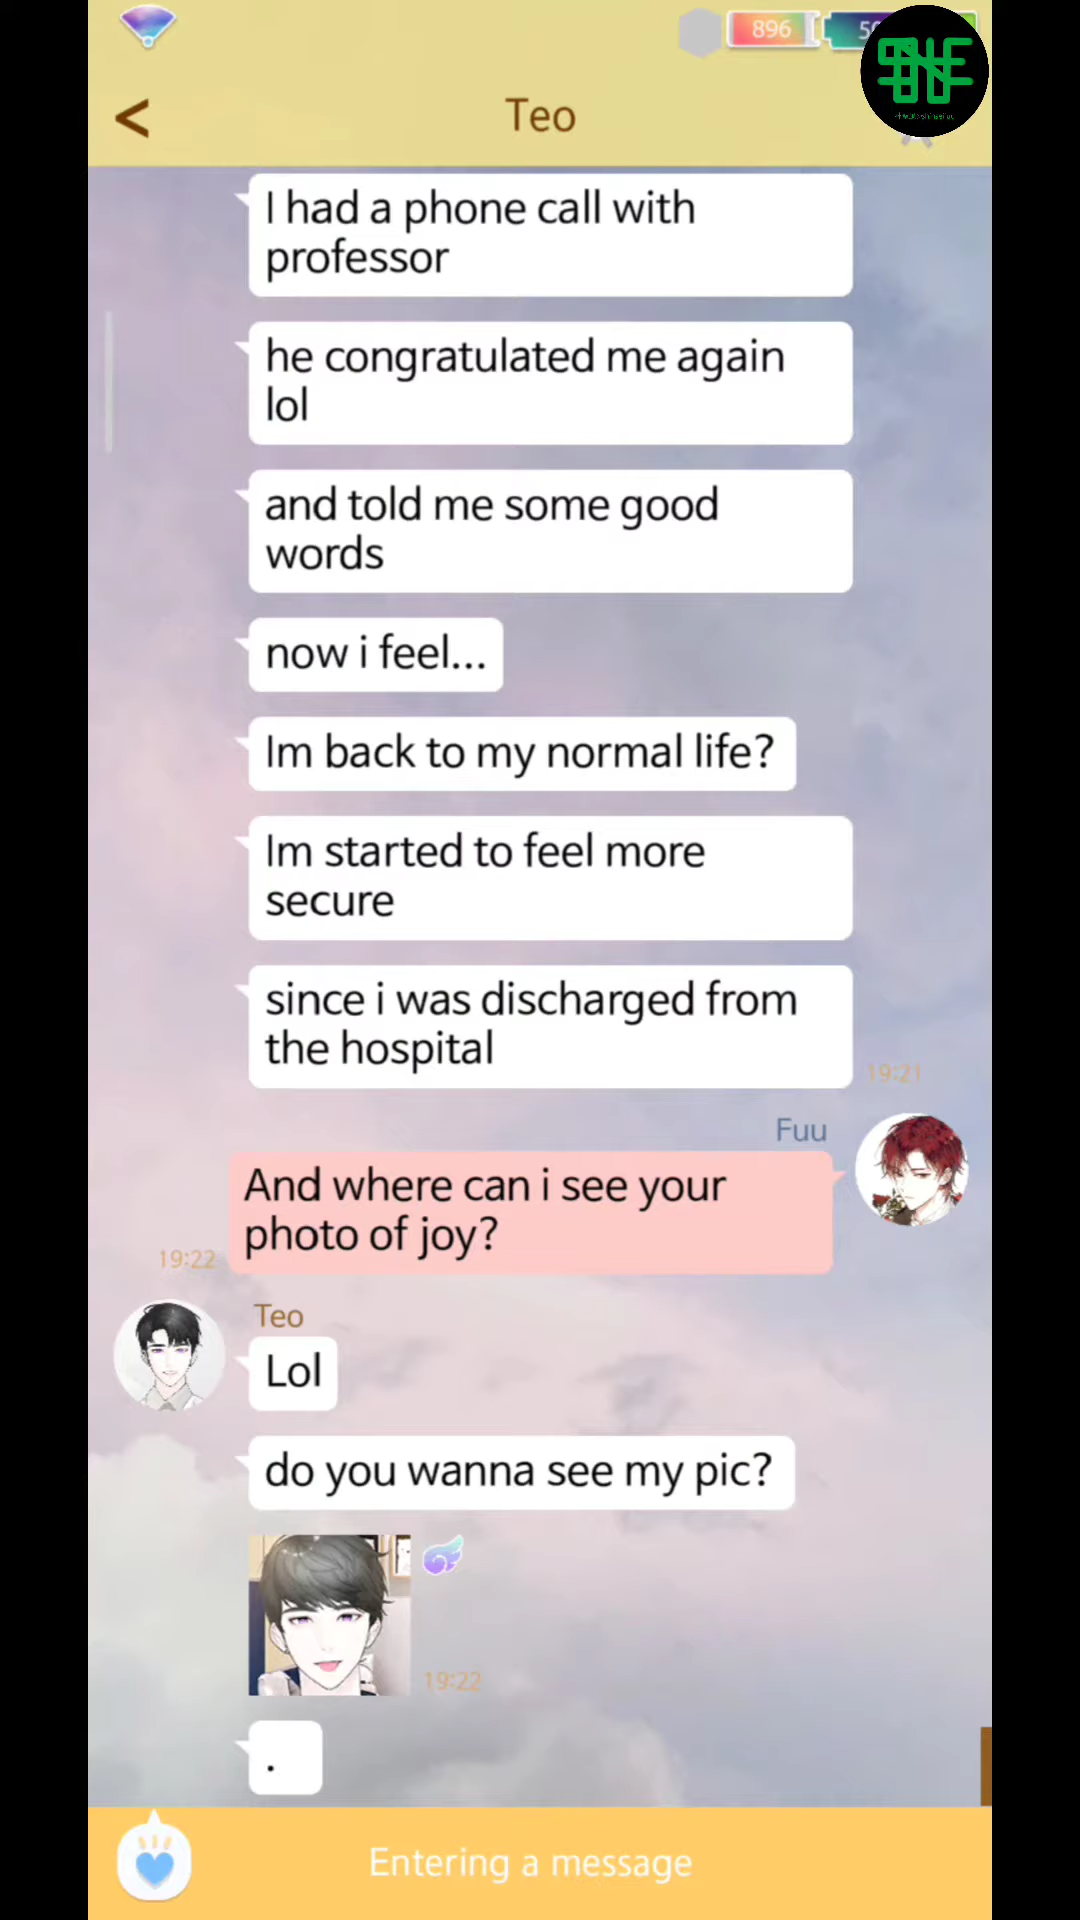 896
Teo
I had a phone call with
professor
he congratulated me again
lol
and told me some good
words
now i feel...
Im back to my normal life?
Im started to feel more
secure
since i was discharged from
the hospital
19:21
Fuu
And where can i see your
photo of joy?
19:22
Teo
Lol
do you wanna see my pic?
19:22
.
Entering a message